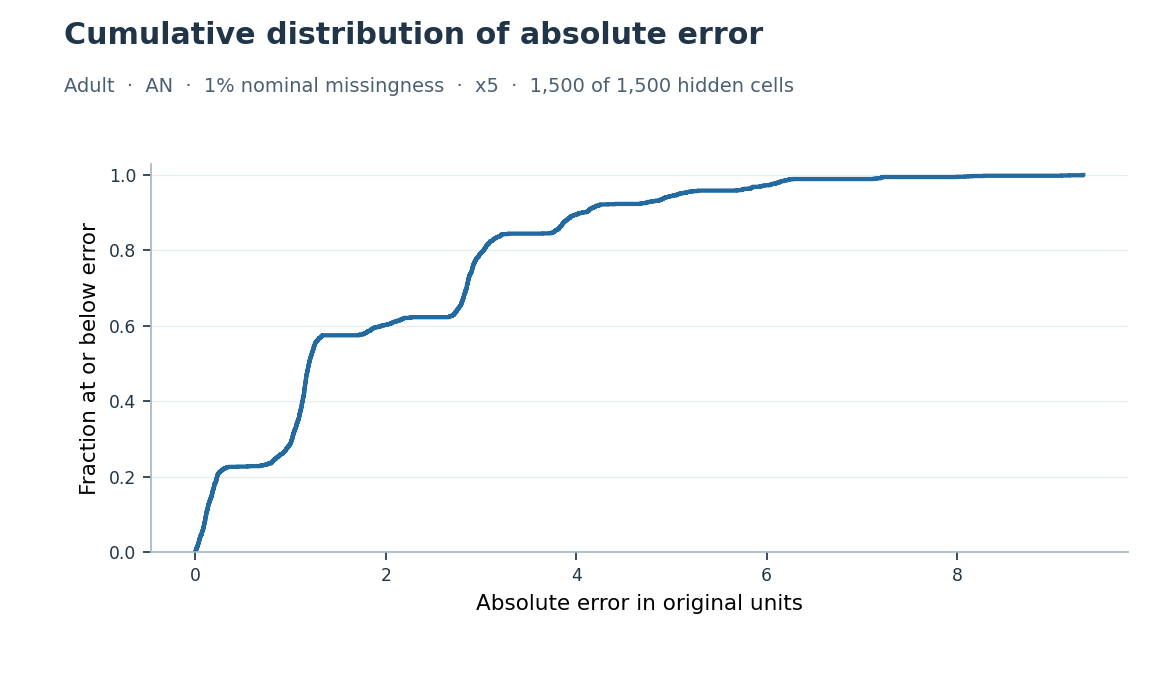 Cumulative distribution of absolute error
Adult · AN · 1% nominal missingness · x5 · 1,500 of 1,500 hidden cells
Fraction at or below error
1.0
0.8
0.6
0.4
0.2
0.0
0 2 4 6 8
Absolute error in original units